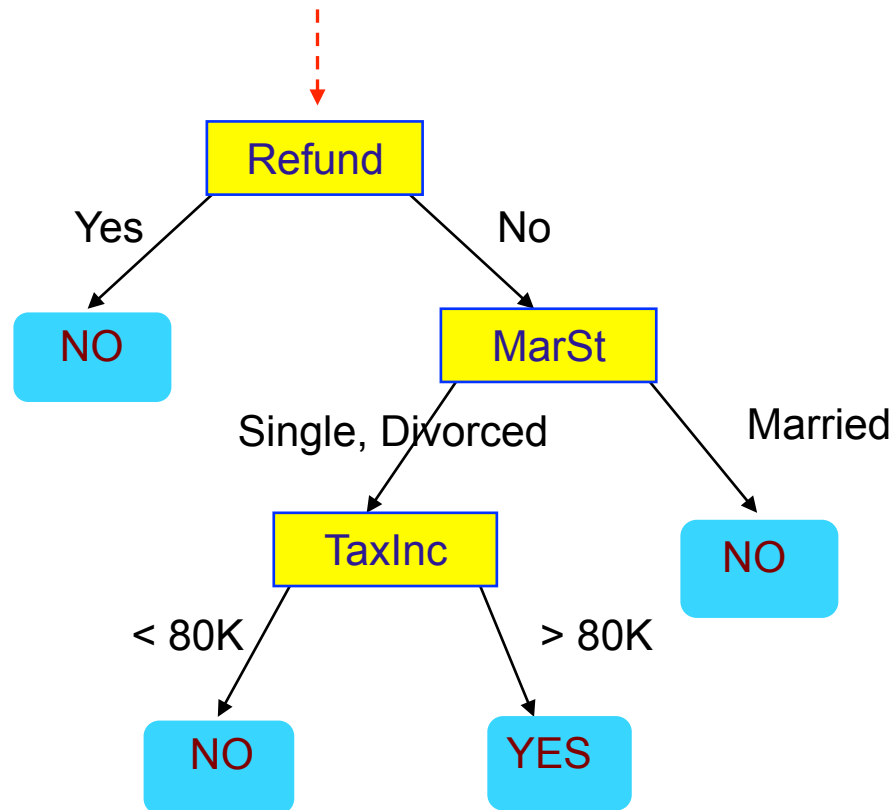 Refund
Yes
No
NO
MarSt
Single, Divorced
Married
TaxInc
NO
< 80K
> 80K
NO
YES